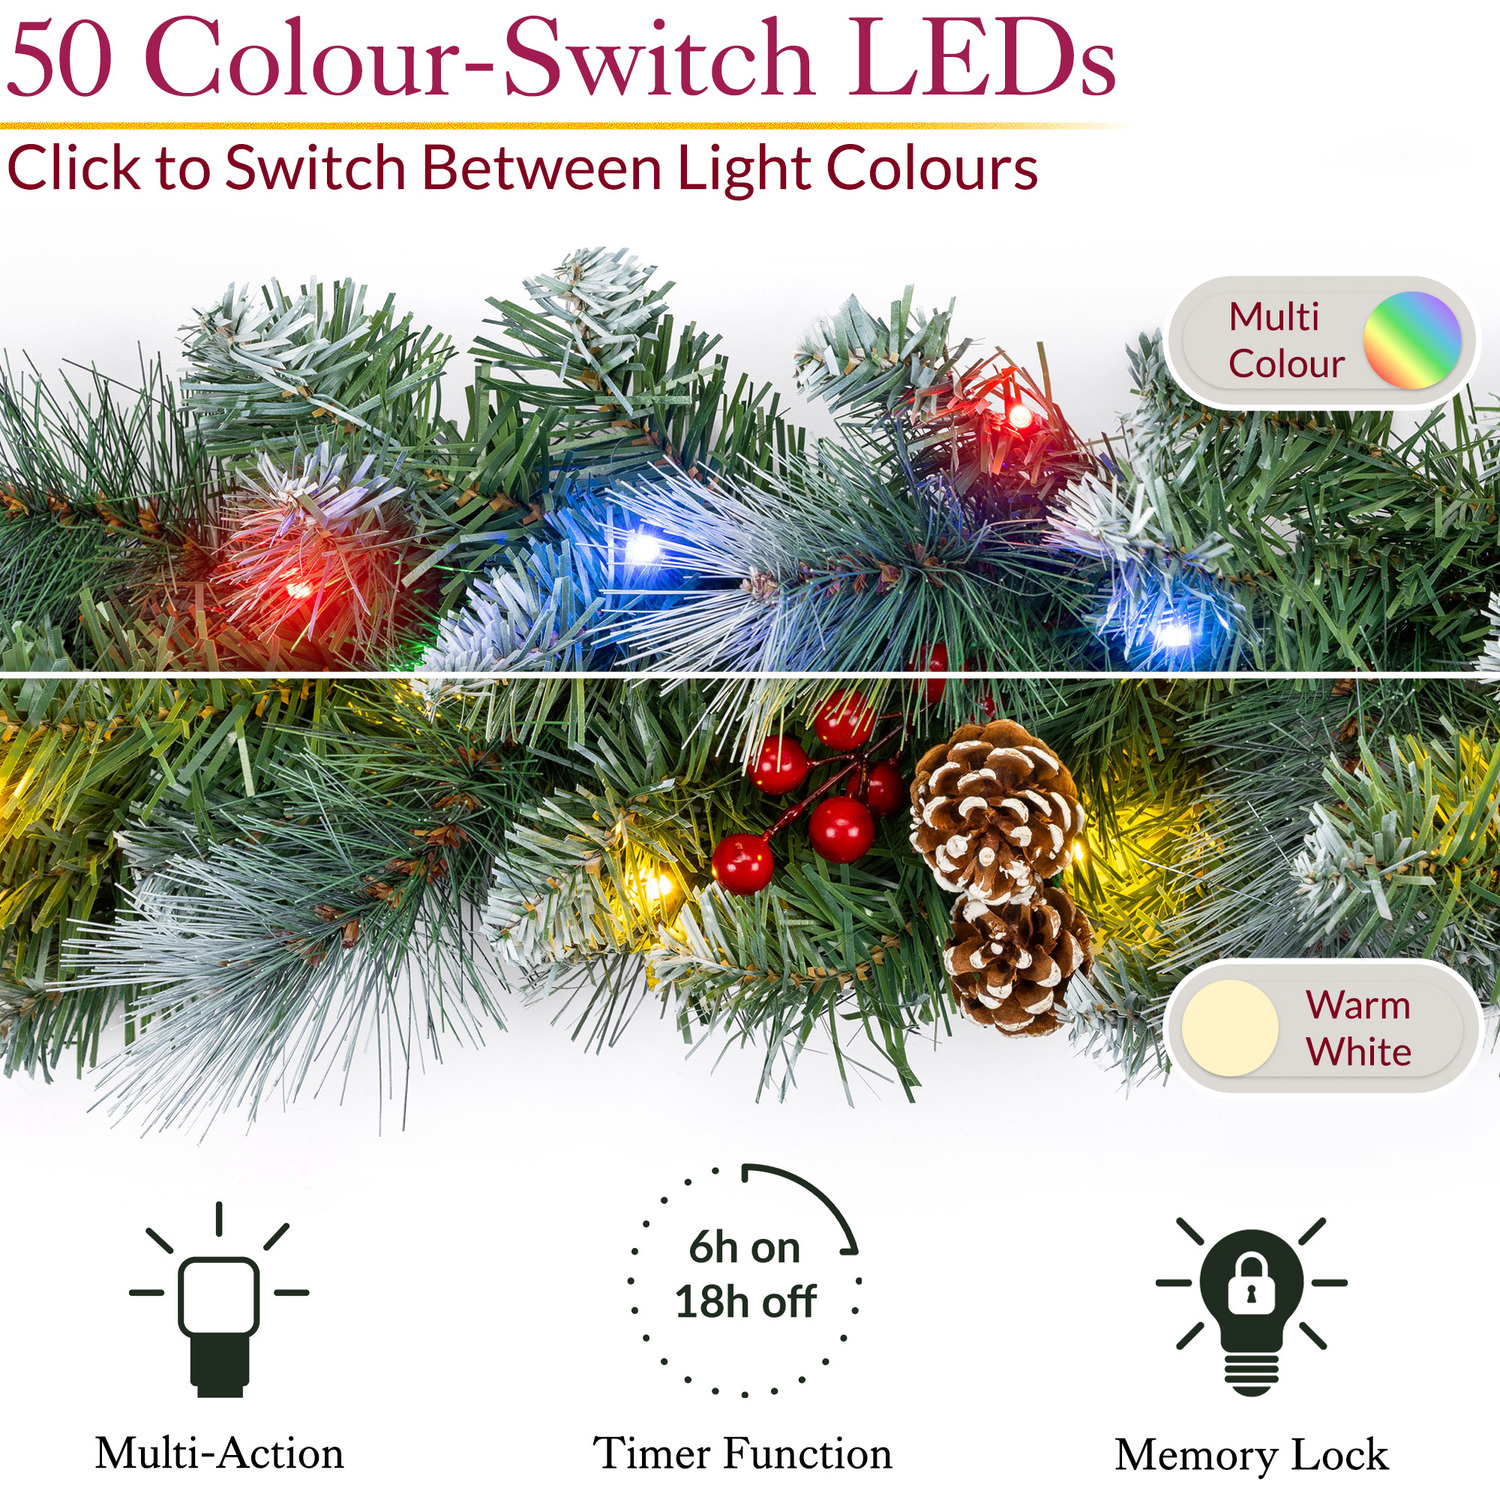 50 Colour-Switch LEDs
Click to Switch Between Light Colours
Multi
Colour
Warm
White
6h on
18h off
Multi-Action
Timer Function
Memory Lock